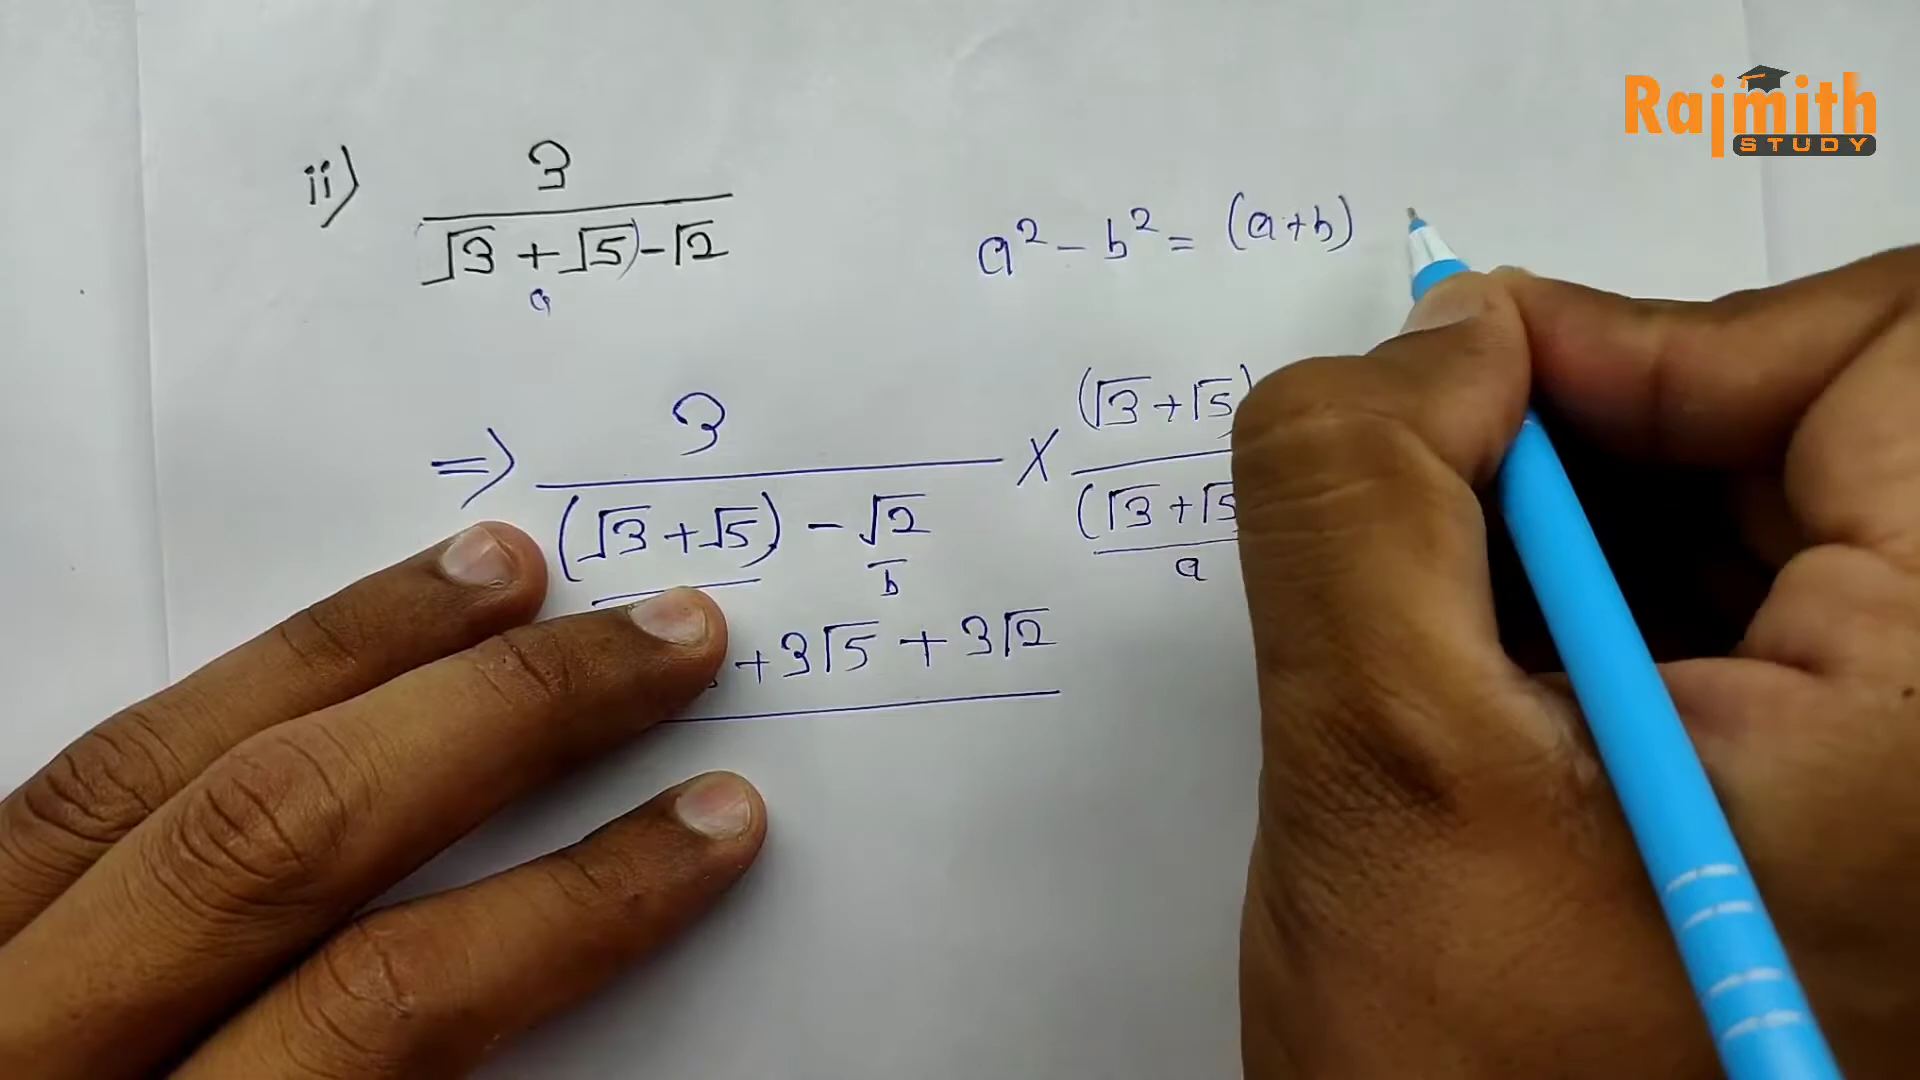 Rajmith
STUDY
ii) 3
√3 + √5) - √2
a
a² - b² = (a+b)
=> 3 × (√3+√5)
(√3+√5) - √2 (√3+√5
b a
+3√5 + 3√2